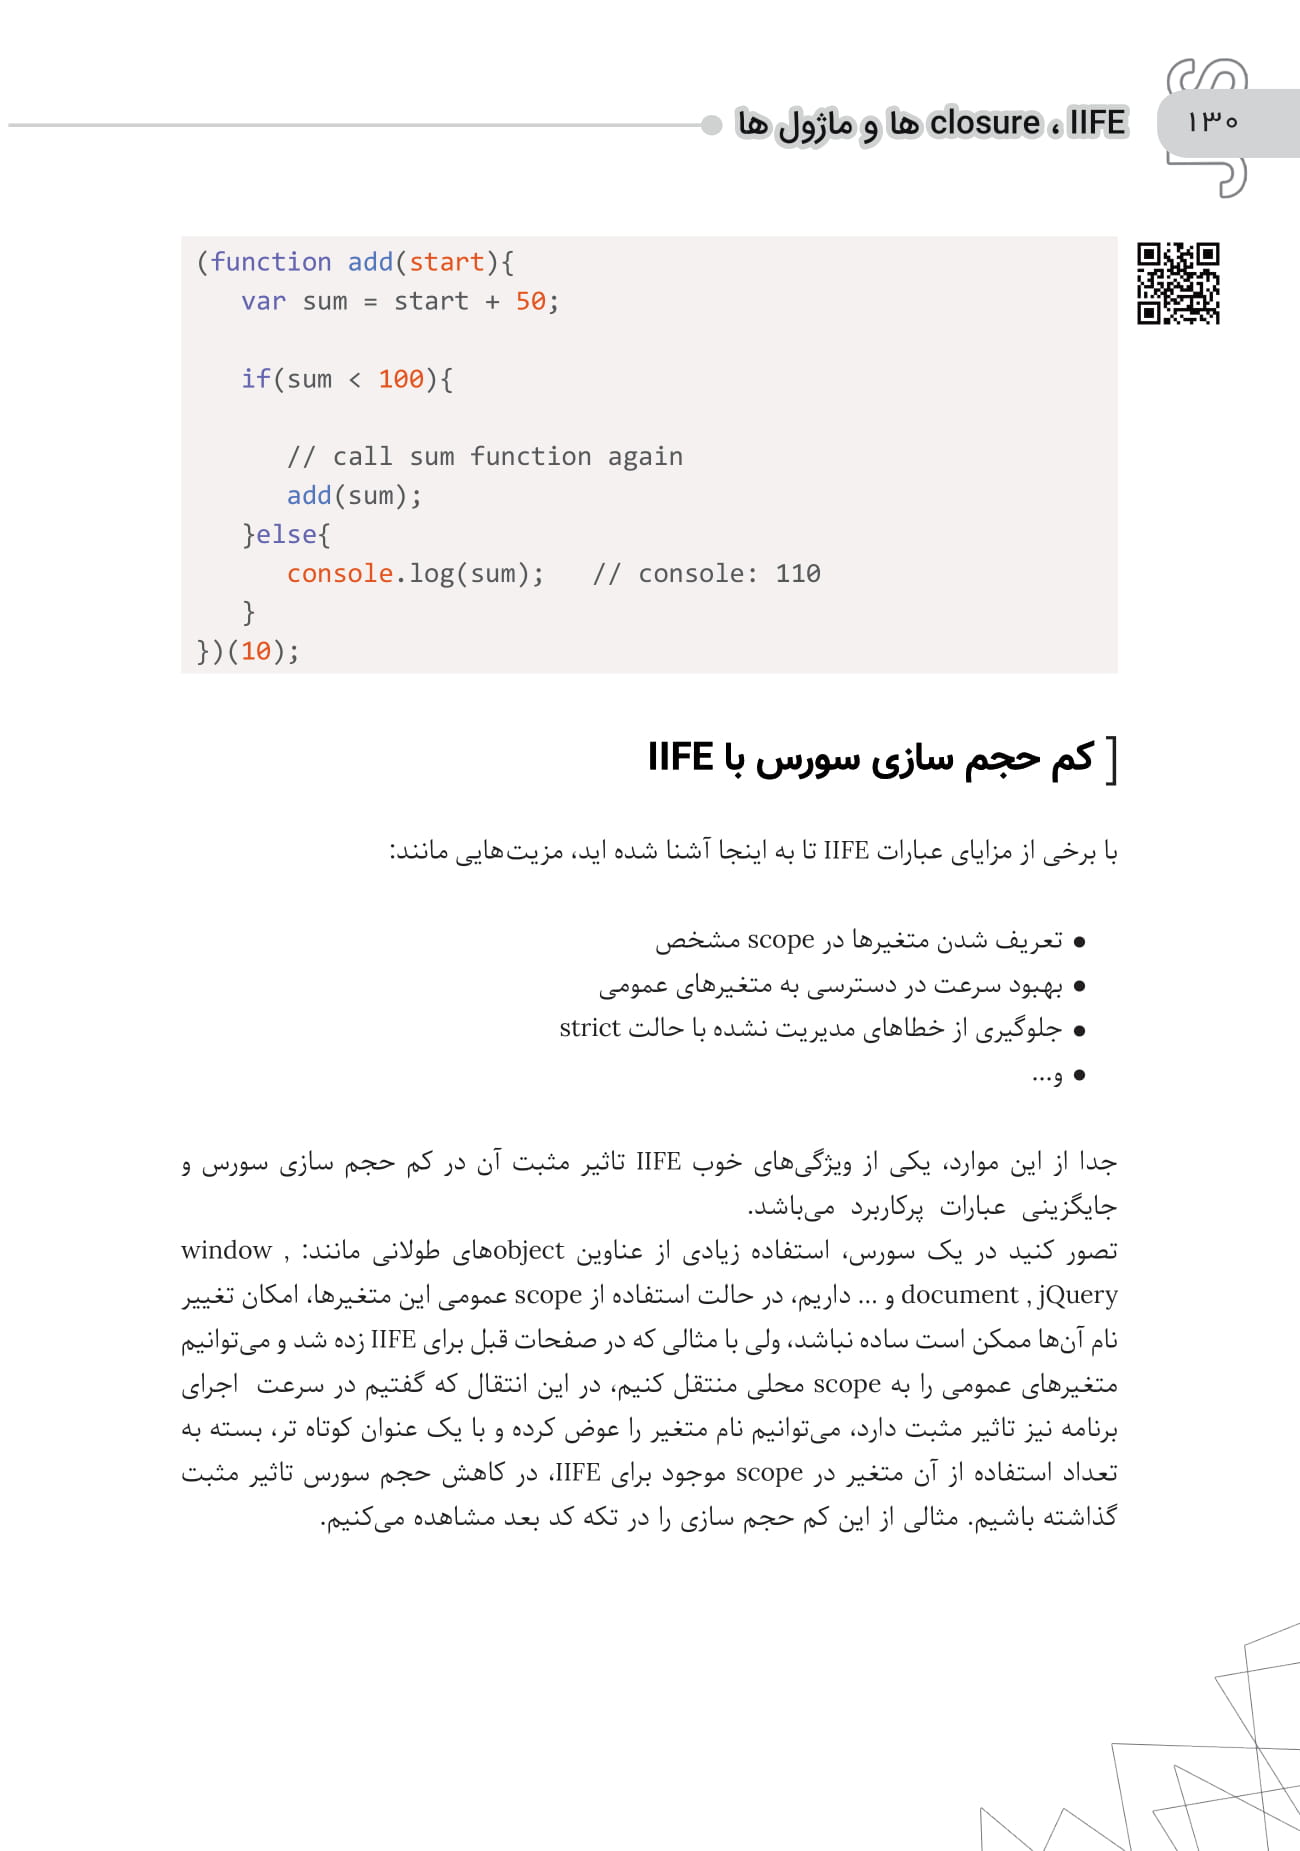 ۱۳۰
IIFE ، closure ها و ماژول ها
(function add(start){
   var sum = start + 50;
   if(sum < 100){
      // call sum function again
      add(sum);
   }else{
      console.log(sum);   // console: 110
   }
})(10);
کم حجم سازی سورس با IIFE
با برخی از مزایای عبارات IIFE تا به اینجا آشنا شده اید، مزیت‌هایی مانند:
● تعریف شدن متغیرها در scope مشخص
● بهبود سرعت در دسترسی به متغیرهای عمومی
● جلوگیری از خطاهای مدیریت نشده با حالت strict
● و...
جدا از این موارد، یکی از ویژگی‌های خوب IIFE تاثیر مثبت آن در کم حجم سازی سورس و
جایگزینی عبارات پرکاربرد می‌باشد.
تصور کنید در یک سورس، استفاده زیادی از عناوین objectهای طولانی مانند: window ,
document , jQuery و ... داریم، در حالت استفاده از scope عمومی این متغیرها، امکان تغییر
نام آن‌ها ممکن است ساده نباشد، ولی با مثالی که در صفحات قبل برای IIFE زده شد و می‌توانیم
متغیرهای عمومی را به scope محلی منتقل کنیم، در این انتقال که گفتیم در سرعت اجرای
برنامه نیز تاثیر مثبت دارد، می‌توانیم نام متغیر را عوض کرده و با یک عنوان کوتاه تر، بسته به
تعداد استفاده از آن متغیر در scope موجود برای IIFE، در کاهش حجم سورس تاثیر مثبت
گذاشته باشیم. مثالی از این کم حجم سازی را در تکه کد بعد مشاهده می‌کنیم.